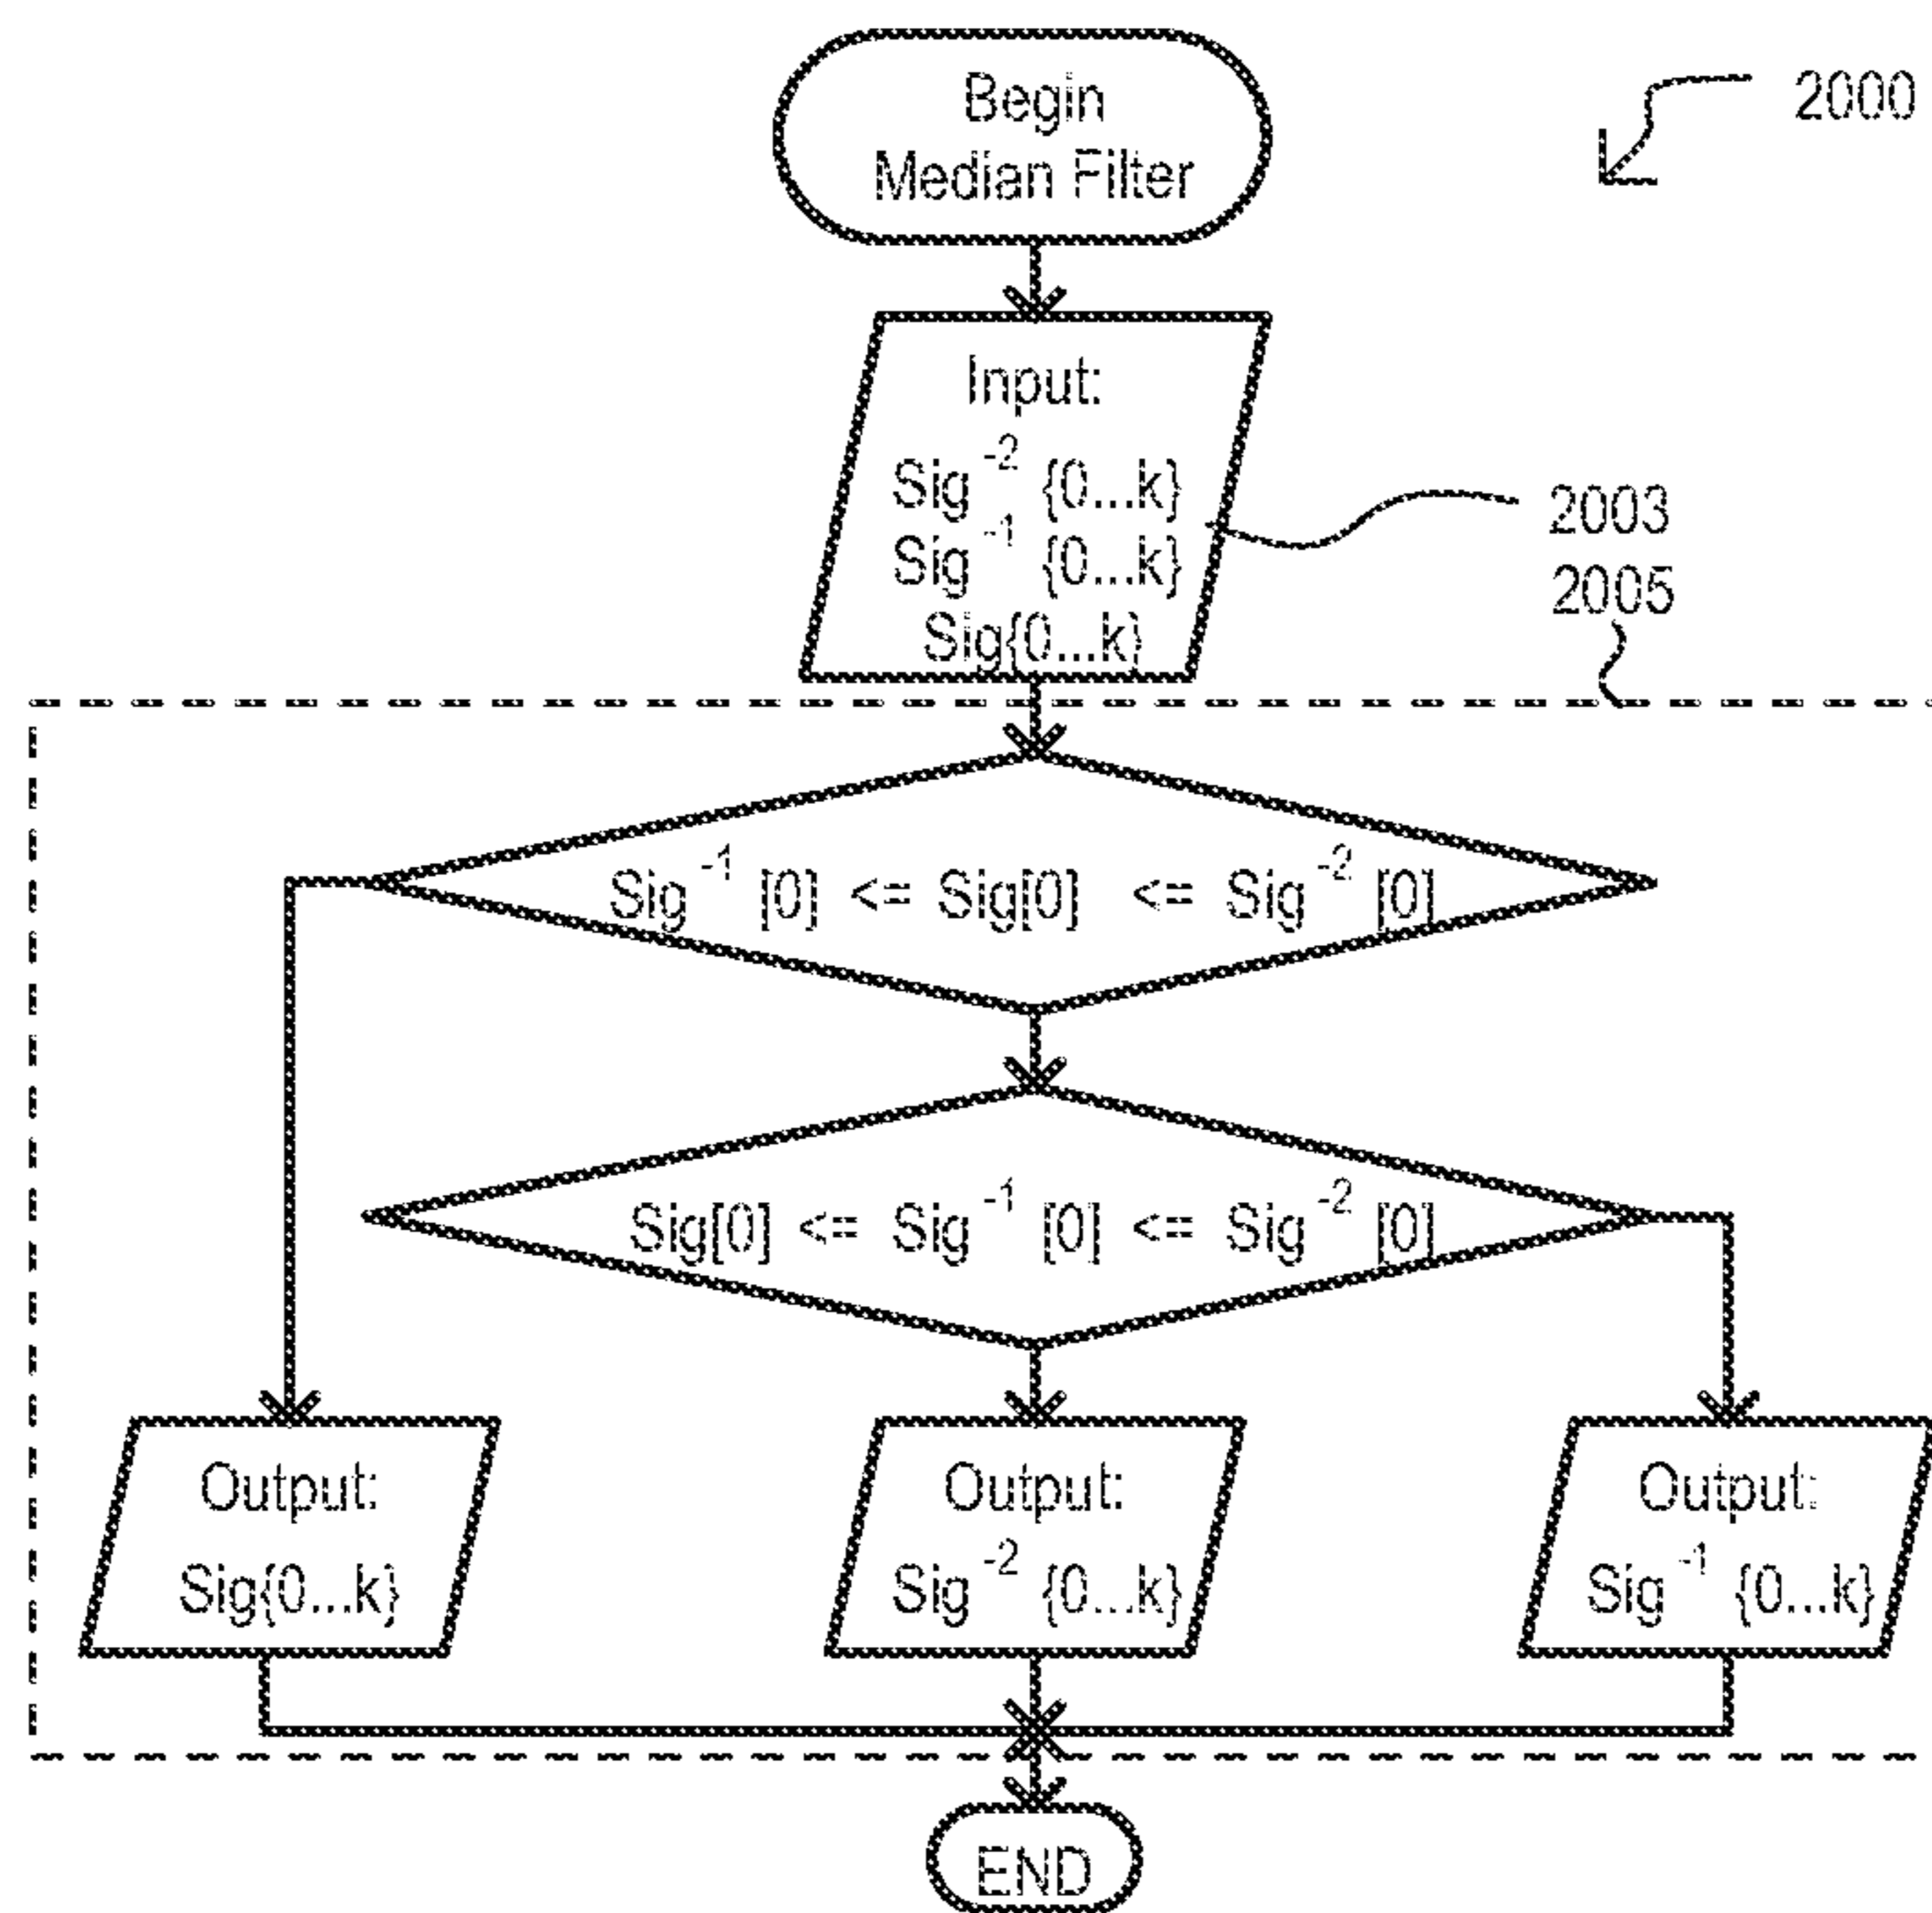 Begin
Median Filter
2000
Input:
Sig⁻² {0...k}
Sig⁻¹ {0...k}
Sig{0...k}
2003
2005
Sig⁻¹ [0] <= Sig[0] <= Sig⁻² [0]
Sig[0] <= Sig⁻¹ [0] <= Sig⁻² [0]
Output:
Sig{0...k}
Output:
Sig⁻² {0...k}
Output:
Sig⁻¹ {0...k}
END